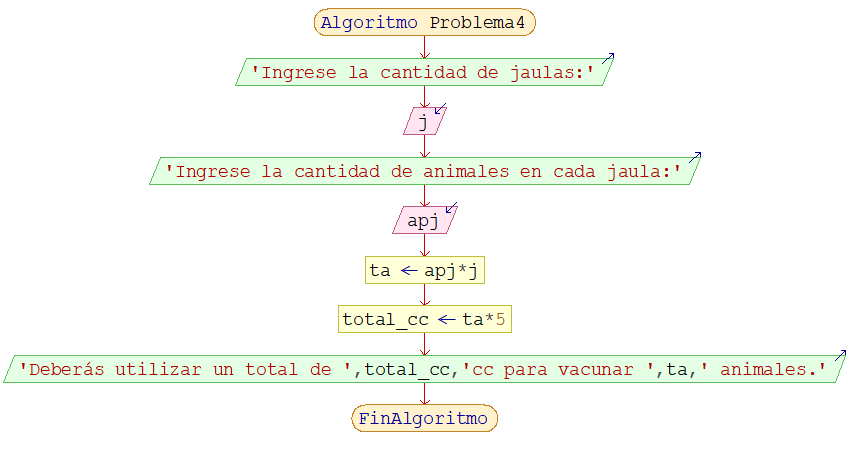 Algoritmo Problema4
'Ingrese la cantidad de jaulas:'
j
'Ingrese la cantidad de animales en cada jaula:'
apj
ta ← apj*j
total_cc ← ta*5
'Deberás utilizar un total de ',total_cc,'cc para vacunar ',ta,' animales.'
FinAlgoritmo